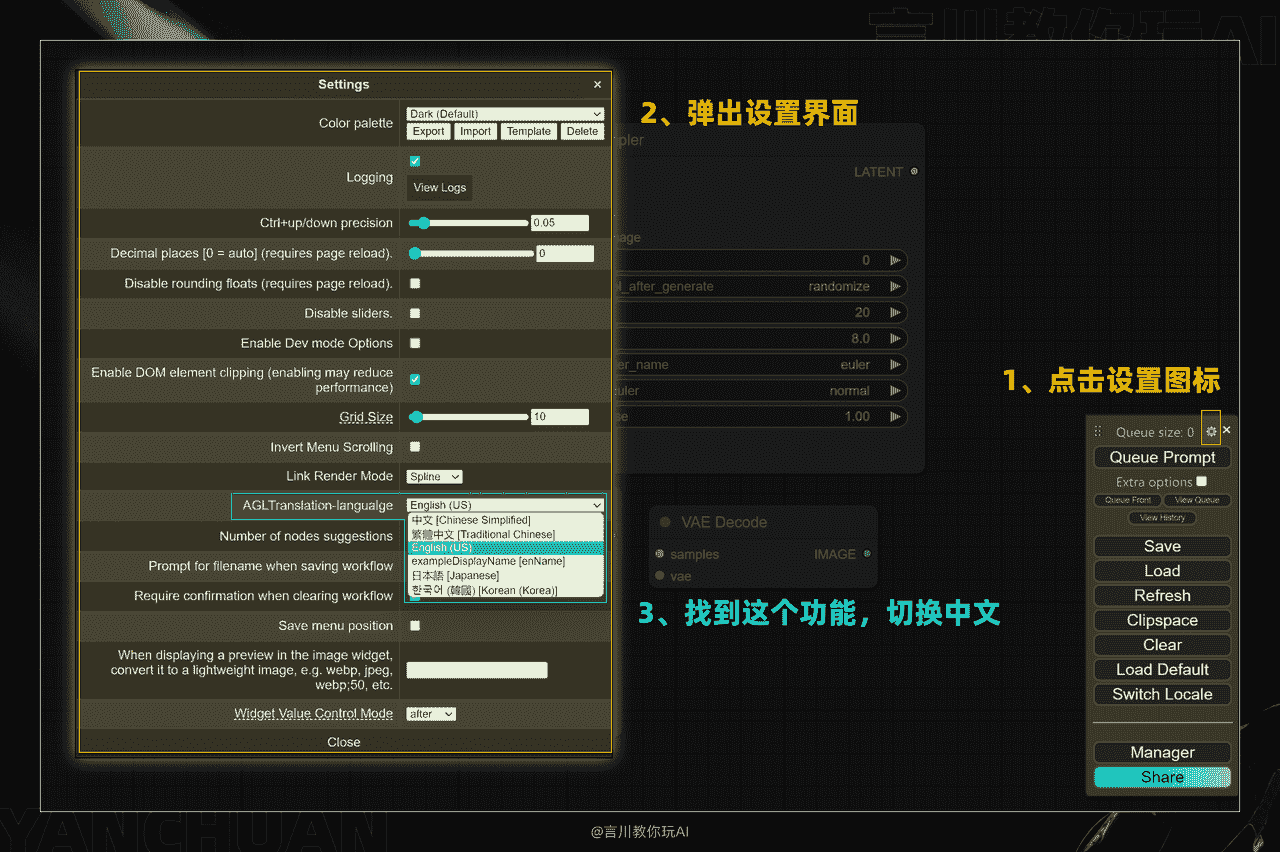 言川教你玩AI
Settings
×
Color palette
Dark (Default)
Export Import Template Delete
Logging
View Logs
Ctrl+up/down precision
0.05
Decimal places [0 = auto] (requires page reload).
0
Disable rounding floats (requires page reload).
Disable sliders.
Enable Dev mode Options
Enable DOM element clipping (enabling may reduce
performance)
Grid Size
10
Invert Menu Scrolling
Link Render Mode
Spline
AGLTranslation-langualge
English (US)
中文 [Chinese Simplified]
繁體中文 [Traditional Chinese]
English (US)
exampleDisplayName [enName]
日本語 [Japanese]
한국어 (韓國) [Korean (Korea)]
Number of nodes suggestions
Prompt for filename when saving workflow
Require confirmation when clearing workflow
Save menu position
When displaying a preview in the image widget,
convert it to a lightweight image, e.g. webp, jpeg,
webp;50, etc.
Widget Value Control Mode
after
Close
2、弹出设置界面
pler
LATENT
age
0
l_after_generate randomize
20
8.0
er_name euler
uler normal
se 1.00
VAE Decode
samples IMAGE
vae
3、找到这个功能，切换中文
1、点击设置图标
Queue size: 0
×
Queue Prompt
Extra options
Queue Front View Queue
View History
Save
Load
Refresh
Clipspace
Clear
Load Default
Switch Locale
Manager
Share
YANCHUAN
@言川教你玩AI